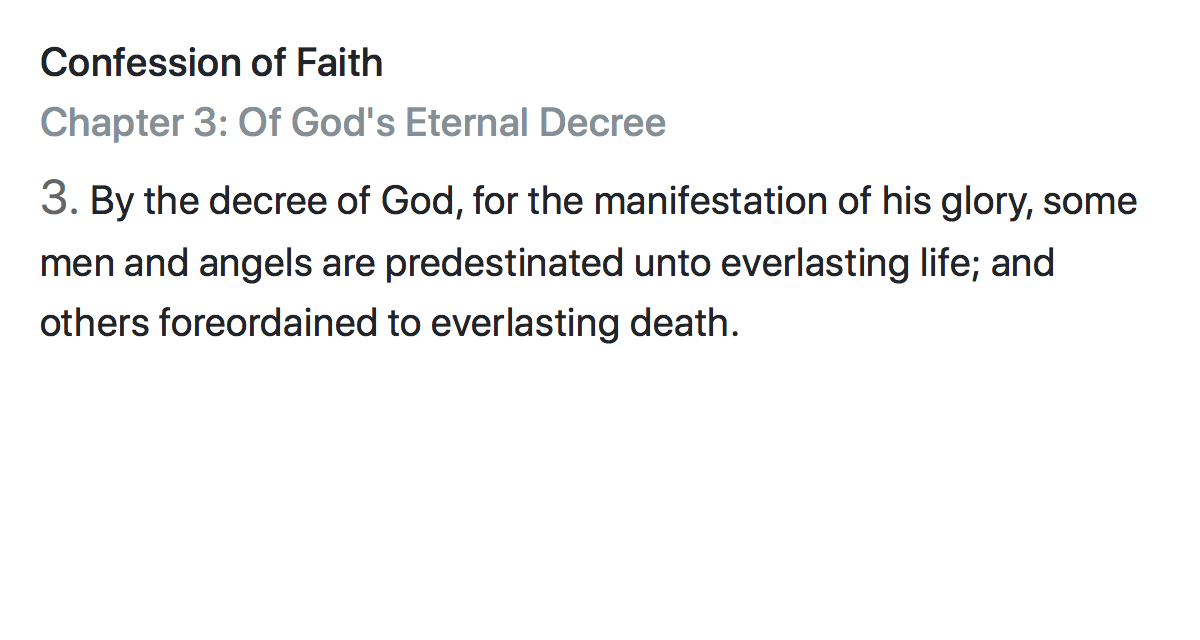 Confession of Faith
Chapter 3: Of God's Eternal Decree
3. By the decree of God, for the manifestation of his glory, some
men and angels are predestinated unto everlasting life; and
others foreordained to everlasting death.